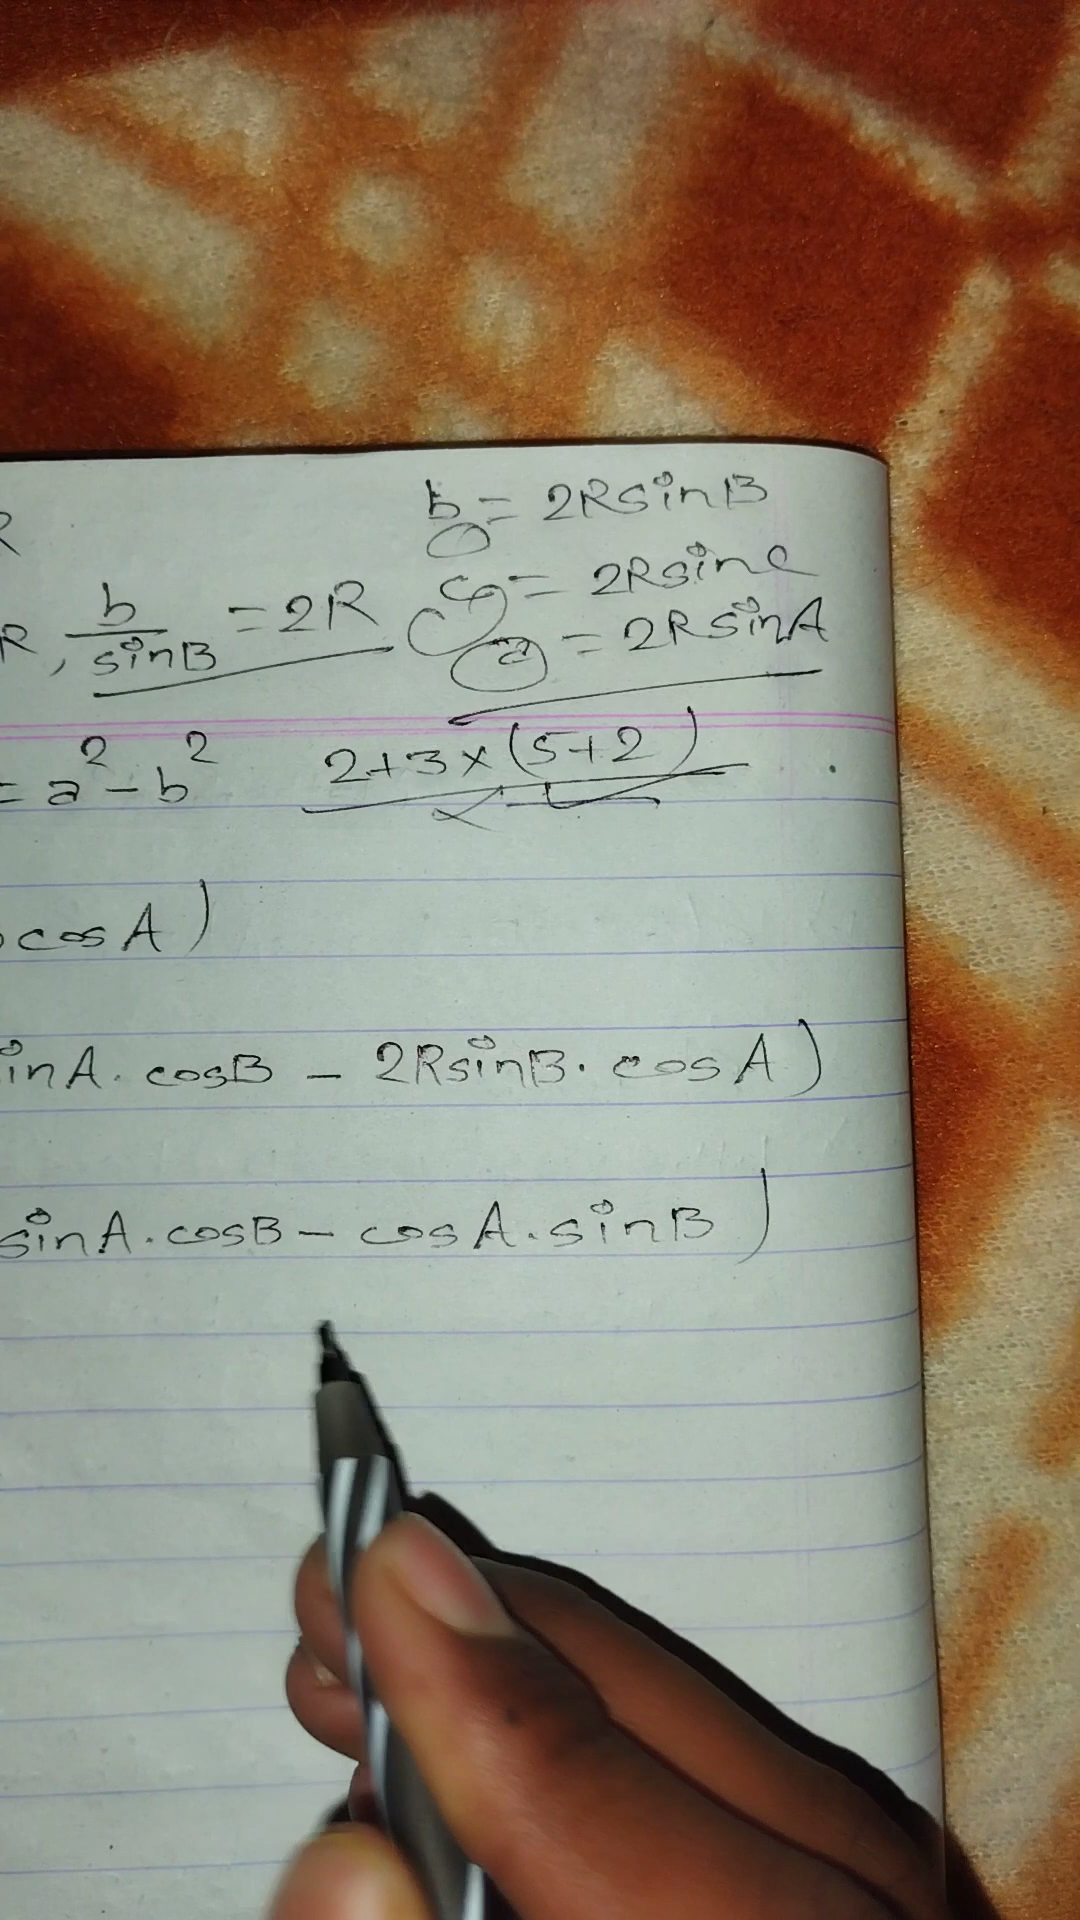 R
b = 2RsinB
c = 2RsinC
R, b/sinB = 2R
a = 2RsinA
= a² - b²
2+3×(5+2)
cosA)
inA. cosB - 2RsinB. cosA)
sinA. cosB - cosA. sinB)